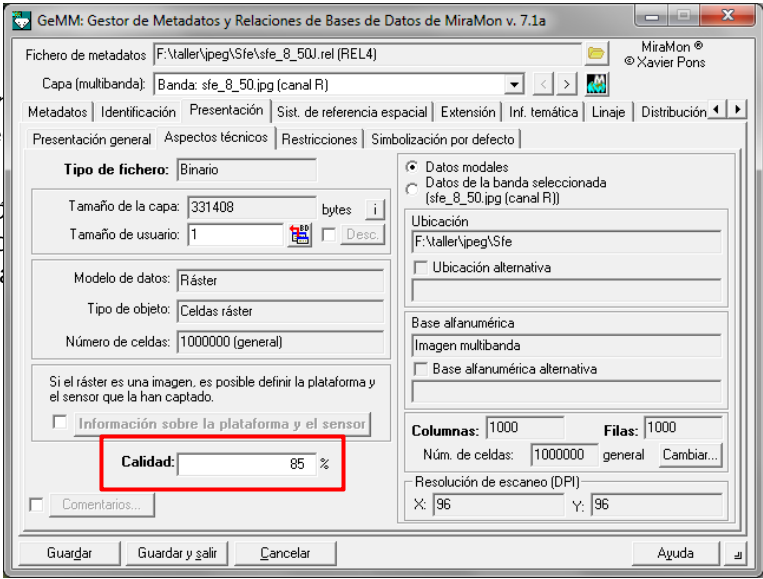 GeMM: Gestor de Metadatos y Relaciones de Bases de Datos de MiraMon v. 7.1a
Fichero de metadatos F:\taller\jpeg\Sfe\sfe_8_50J.rel (REL4)
MiraMon ®
© Xavier Pons
Capa (multibanda): Banda: sfe_8_50.jpg (canal R)
< >
Metadatos Identificación Presentación Sist. de referencia espacial Extensión Inf. temática Linaje Distribución
Presentación general Aspectos técnicos Restricciones Simbolización por defecto
Tipo de fichero: Binario
Tamaño de la capa: 331408 bytes i
Tamaño de usuario: 1 Desc.
Modelo de datos: Ráster
Tipo de objeto: Celdas ráster
Número de celdas: 1000000 (general)
Si el ráster es una imagen, es posible definir la plataforma y
el sensor que la han captado.
Información sobre la plataforma y el sensor
Calidad: 85 %
Comentarios...
Datos modales
Datos de la banda seleccionada
(sfe_8_50.jpg (canal R))
Ubicación
F:\taller\jpeg\Sfe
Ubicación alternativa
Base alfanumérica
Imagen multibanda
Base alfanumérica alternativa
Columnas: 1000 Filas: 1000
Núm. de celdas: 1000000 general Cambiar...
Resolución de escaneo (DPI)
X: 96 Y: 96
Guardar Guardar y salir Cancelar Ayuda